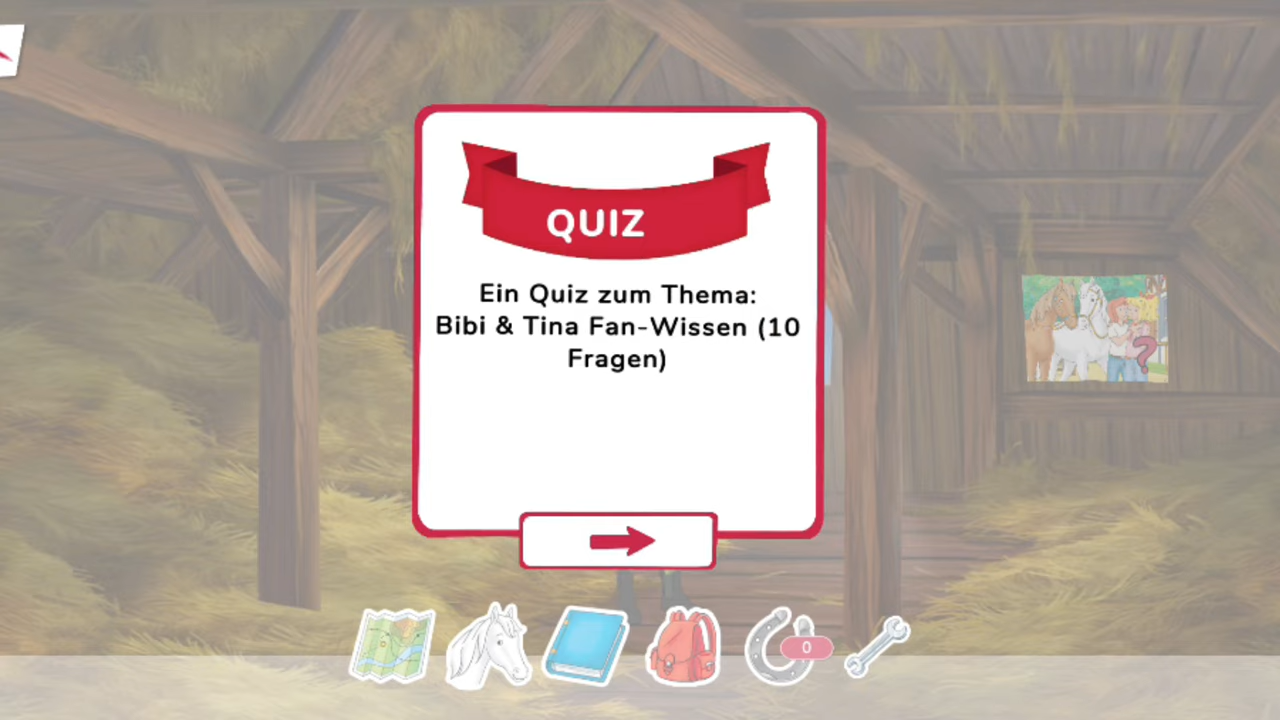 QUIZ
Ein Quiz zum Thema:
Bibi & Tina Fan-Wissen (10
Fragen)
0
?